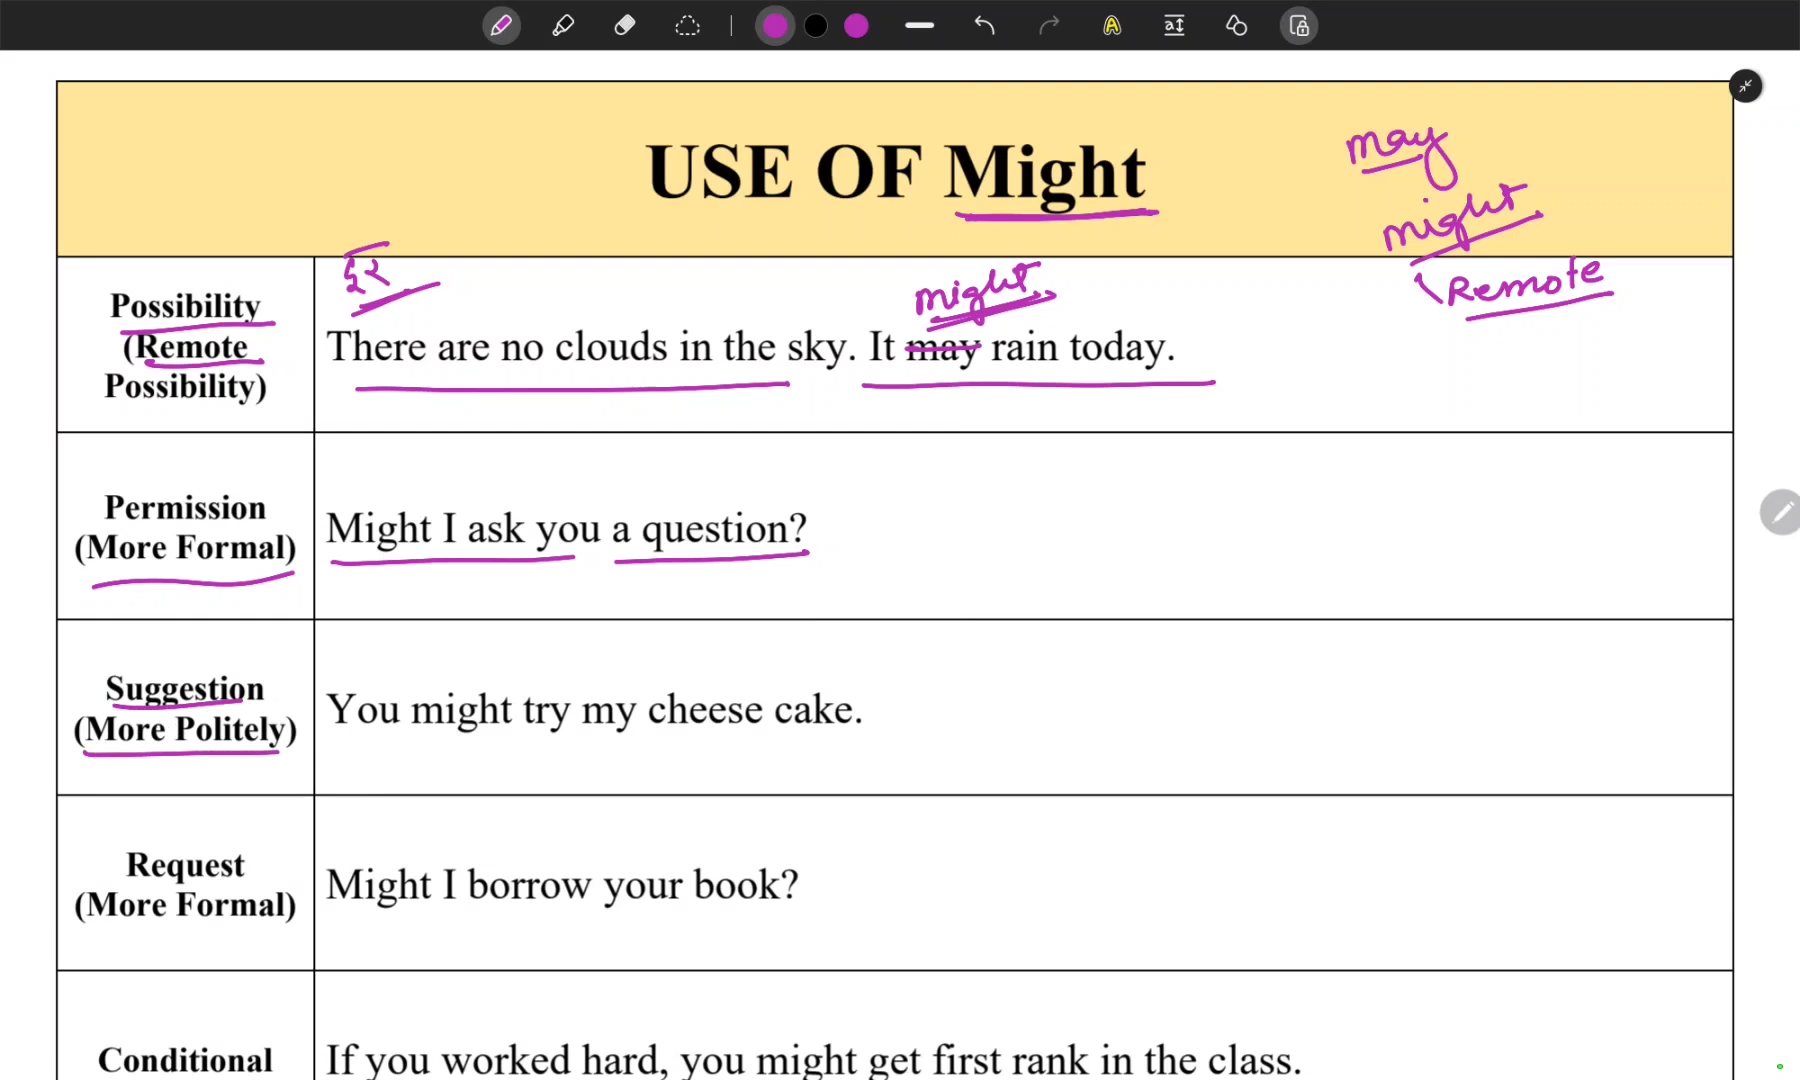 USE OF Might
may
might
Remote
दूर
might
Possibility
(Remote
Possibility)
There are no clouds in the sky. It may rain today.
Permission
(More Formal)
Might I ask you a question?
Suggestion
(More Politely)
You might try my cheese cake.
Request
(More Formal)
Might I borrow your book?
Conditional
If you worked hard, you might get first rank in the class.